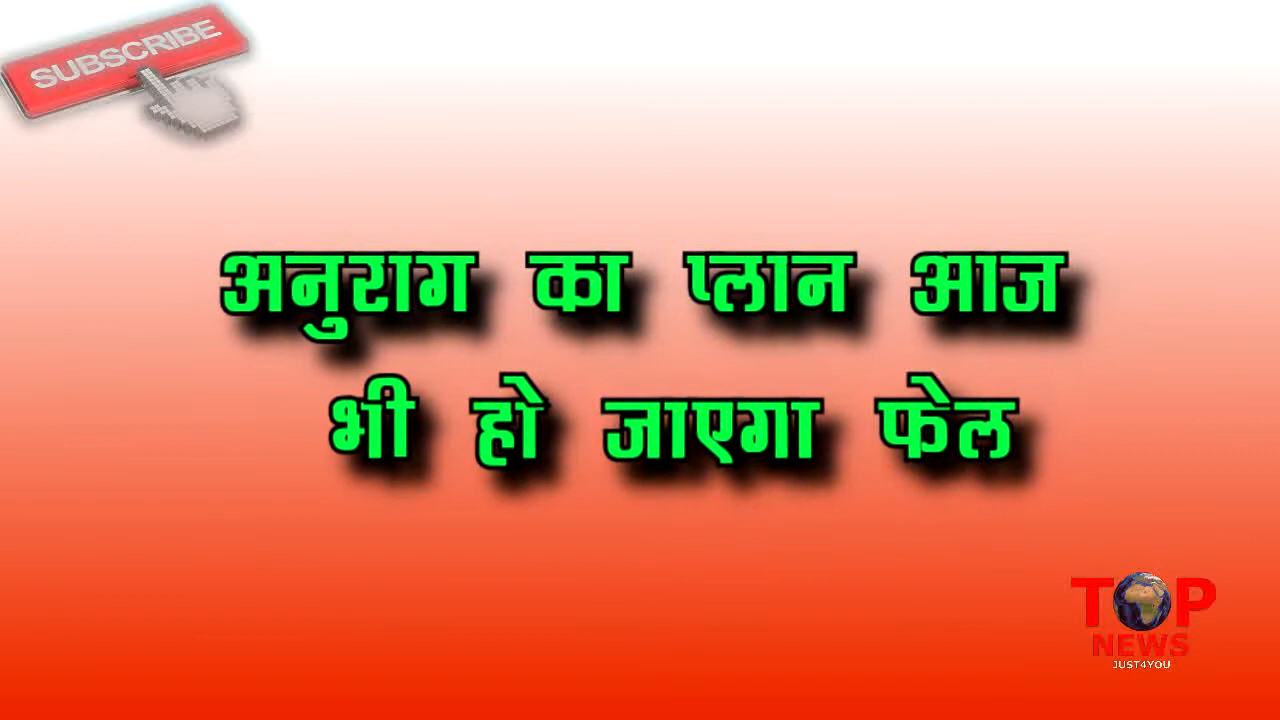 SUBSCRIBE
अनुराग का प्लान आज
भी हो जाएगा फेल
TOP
NEWS
JUST4YOU